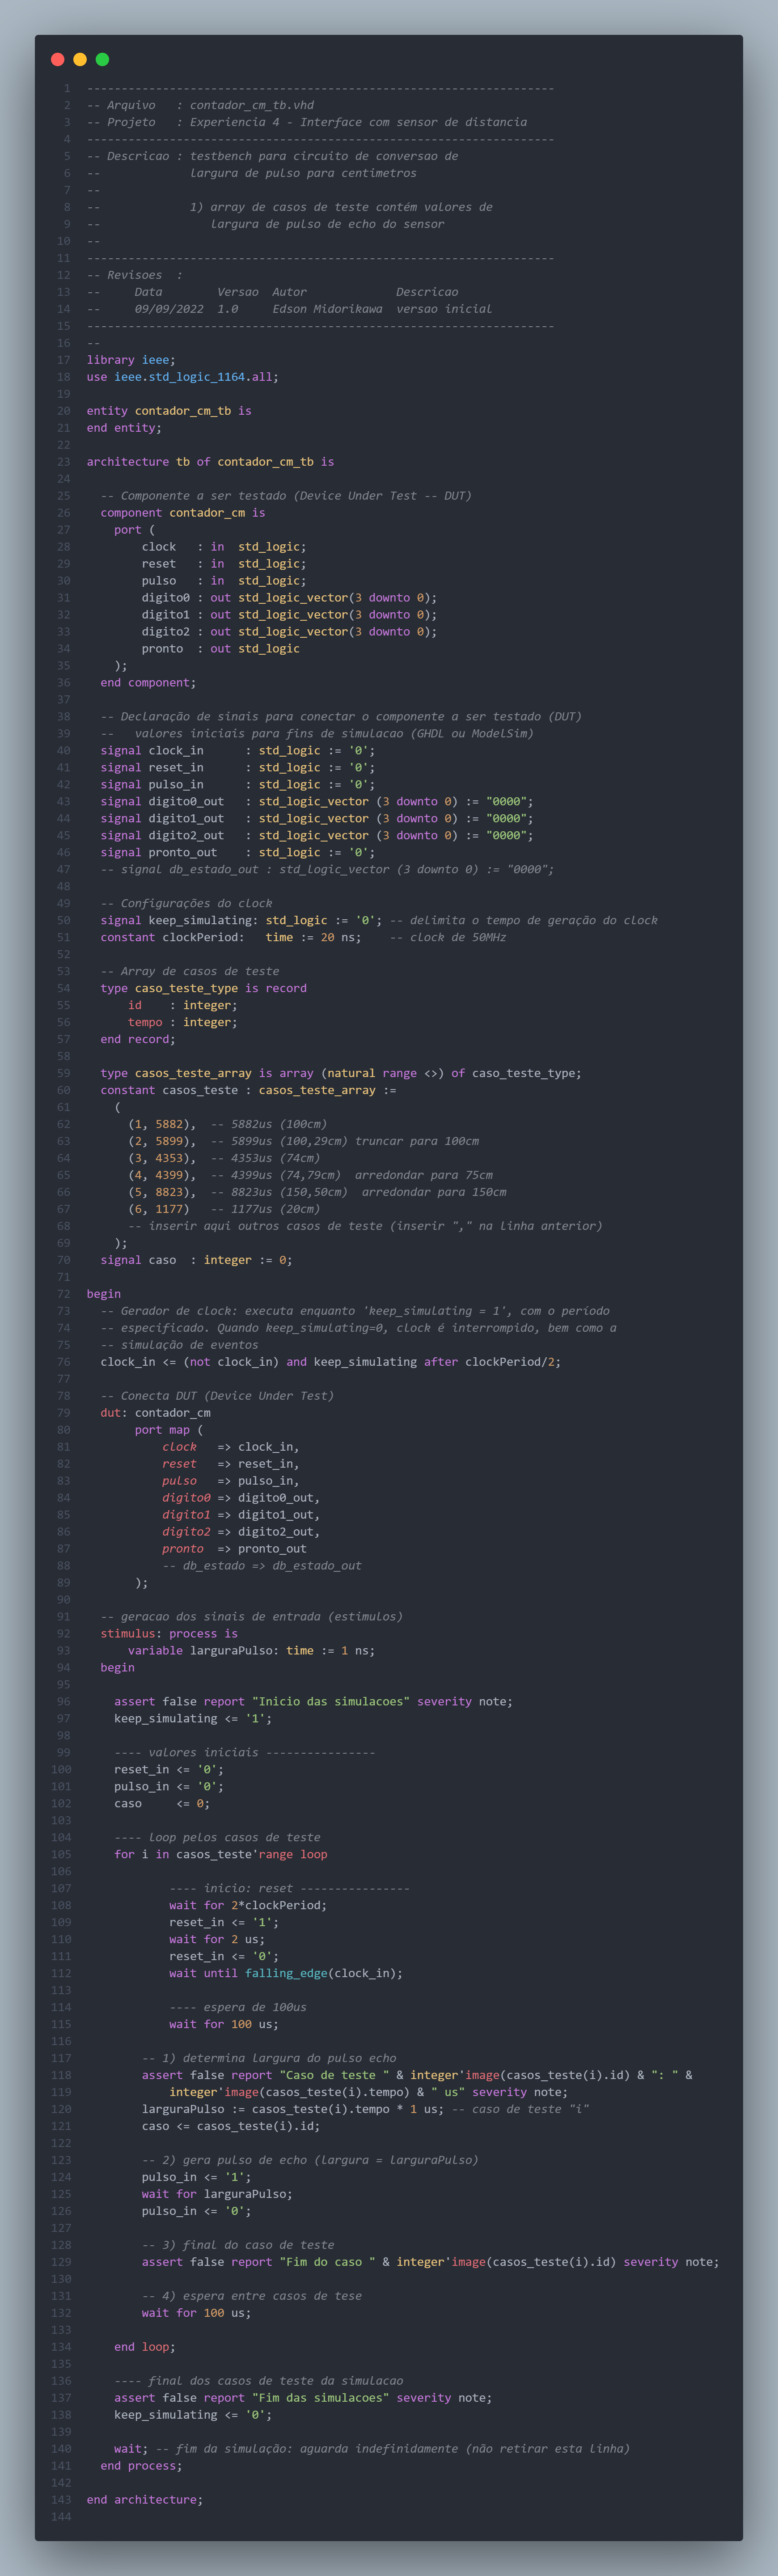 1 --------------------------------------------------------------------
2 -- Arquivo   : contador_cm_tb.vhd
3 -- Projeto   : Experiencia 4 - Interface com sensor de distancia
4 --------------------------------------------------------------------
5 -- Descricao : testbench para circuito de conversao de
6 --             largura de pulso para centimetros
7 --
8 --             1) array de casos de teste contém valores de
9 --                largura de pulso de echo do sensor
10 --
11 --------------------------------------------------------------------
12 -- Revisoes  :
13 --     Data        Versao  Autor             Descricao
14 --     09/09/2022  1.0     Edson Midorikawa  versao inicial
15 --------------------------------------------------------------------
16 --
17 library ieee;
18 use ieee.std_logic_1164.all;
19
20 entity contador_cm_tb is
21 end entity;
22
23 architecture tb of contador_cm_tb is
24
25   -- Componente a ser testado (Device Under Test -- DUT)
26   component contador_cm is
27     port (
28         clock   : in  std_logic;
29         reset   : in  std_logic;
30         pulso   : in  std_logic;
31         digito0 : out std_logic_vector(3 downto 0);
32         digito1 : out std_logic_vector(3 downto 0);
33         digito2 : out std_logic_vector(3 downto 0);
34         pronto  : out std_logic
35     );
36   end component;
37
38   -- Declaração de sinais para conectar o componente a ser testado (DUT)
39   --   valores iniciais para fins de simulacao (GHDL ou ModelSim)
40   signal clock_in      : std_logic := '0';
41   signal reset_in      : std_logic := '0';
42   signal pulso_in      : std_logic := '0';
43   signal digito0_out   : std_logic_vector (3 downto 0) := "0000";
44   signal digito1_out   : std_logic_vector (3 downto 0) := "0000";
45   signal digito2_out   : std_logic_vector (3 downto 0) := "0000";
46   signal pronto_out    : std_logic := '0';
47   -- signal db_estado_out : std_logic_vector (3 downto 0) := "0000";
48
49   -- Configurações do clock
50   signal keep_simulating: std_logic := '0'; -- delimita o tempo de geração do clock
51   constant clockPeriod:   time := 20 ns;    -- clock de 50MHz
52
53   -- Array de casos de teste
54   type caso_teste_type is record
55       id    : integer;
56       tempo : integer;
57   end record;
58
59   type casos_teste_array is array (natural range <>) of caso_teste_type;
60   constant casos_teste : casos_teste_array :=
61     (
62       (1, 5882),  -- 5882us (100cm)
63       (2, 5899),  -- 5899us (100,29cm) truncar para 100cm
64       (3, 4353),  -- 4353us (74cm)
65       (4, 4399),  -- 4399us (74,79cm)  arredondar para 75cm
66       (5, 8823),  -- 8823us (150,50cm)  arredondar para 150cm
67       (6, 1177)   -- 1177us (20cm)
68       -- inserir aqui outros casos de teste (inserir "," na linha anterior)
69     );
70   signal caso  : integer := 0;
71
72 begin
73   -- Gerador de clock: executa enquanto 'keep_simulating = 1', com o período
74   -- especificado. Quando keep_simulating=0, clock é interrompido, bem como a
75   -- simulação de eventos
76   clock_in <= (not clock_in) and keep_simulating after clockPeriod/2;
77
78   -- Conecta DUT (Device Under Test)
79   dut: contador_cm
80        port map (
81            clock   => clock_in,
82            reset   => reset_in,
83            pulso   => pulso_in,
84            digito0 => digito0_out,
85            digito1 => digito1_out,
86            digito2 => digito2_out,
87            pronto  => pronto_out
88            -- db_estado => db_estado_out
89        );
90
91   -- geracao dos sinais de entrada (estimulos)
92   stimulus: process is
93       variable larguraPulso: time := 1 ns;
94   begin
95
96     assert false report "Inicio das simulacoes" severity note;
97     keep_simulating <= '1';
98
99     ---- valores iniciais ----------------
100     reset_in <= '0';
101     pulso_in <= '0';
102     caso     <= 0;
103
104     ---- loop pelos casos de teste
105     for i in casos_teste'range loop
106
107             ---- inicio: reset ----------------
108             wait for 2*clockPeriod;
109             reset_in <= '1';
110             wait for 2 us;
111             reset_in <= '0';
112             wait until falling_edge(clock_in);
113
114             ---- espera de 100us
115             wait for 100 us;
116
117         -- 1) determina largura do pulso echo
118         assert false report "Caso de teste " & integer'image(casos_teste(i).id) & ": " &
119             integer'image(casos_teste(i).tempo) & " us" severity note;
120         larguraPulso := casos_teste(i).tempo * 1 us; -- caso de teste "i"
121         caso <= casos_teste(i).id;
122
123         -- 2) gera pulso de echo (largura = larguraPulso)
124         pulso_in <= '1';
125         wait for larguraPulso;
126         pulso_in <= '0';
127
128         -- 3) final do caso de teste
129         assert false report "Fim do caso " & integer'image(casos_teste(i).id) severity note;
130
131         -- 4) espera entre casos de tese
132         wait for 100 us;
133
134     end loop;
135
136     ---- final dos casos de teste da simulacao
137     assert false report "Fim das simulacoes" severity note;
138     keep_simulating <= '0';
139
140     wait; -- fim da simulação: aguarda indefinidamente (não retirar esta linha)
141   end process;
142
143 end architecture;
144